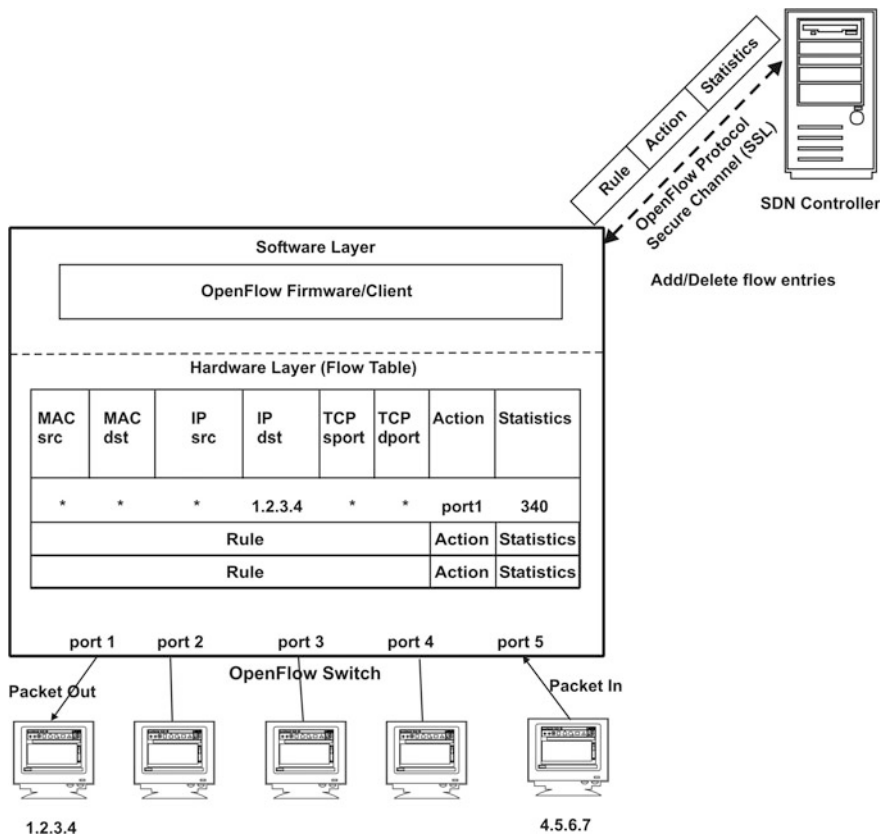 Statistics
Action
Rule
OpenFlow Protocol
Secure Channel (SSL)
SDN Controller
Add/Delete flow entries
Software Layer
OpenFlow Firmware/Client
Hardware Layer (Flow Table)
MAC src MAC dst IP src IP dst TCP sport TCP dport Action Statistics
* * * 1.2.3.4 * * port1 340
Rule Action Statistics
Rule Action Statistics
port 1 port 2 port 3 port 4 port 5
OpenFlow Switch
Packet Out
Packet In
1.2.3.4
4.5.6.7